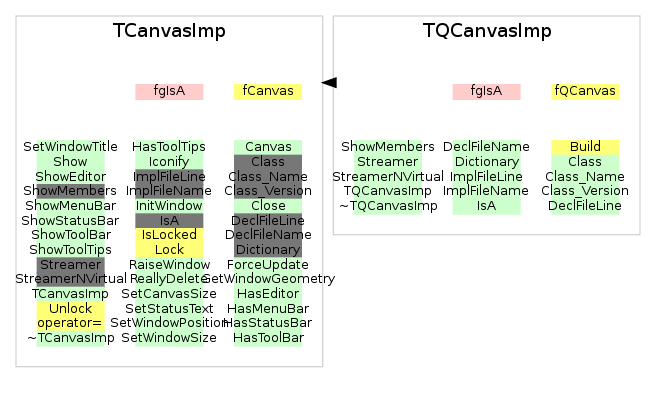 TCanvasImp
fgIsA fCanvas
SetWindowTitle HasToolTips Canvas
Show Iconify Class
ShowEditor ImplFileLine Class_Name
ShowMembers ImplFileName Class_Version
ShowMenuBar InitWindow Close
ShowStatusBar IsA DeclFileLine
ShowToolBar IsLocked DeclFileName
ShowToolTips Lock Dictionary
Streamer RaiseWindow ForceUpdate
StreamerNVirtual ReallyDelete GetWindowGeometry
TCanvasImp SetCanvasSize HasEditor
Unlock SetStatusText HasMenuBar
operator= SetWindowPosition HasStatusBar
~TCanvasImp SetWindowSize HasToolBar
TQCanvasImp
fgIsA fQCanvas
ShowMembers DeclFileName Build
Streamer Dictionary Class
StreamerNVirtual ImplFileLine Class_Name
TQCanvasImp ImplFileName Class_Version
~TQCanvasImp IsA DeclFileLine